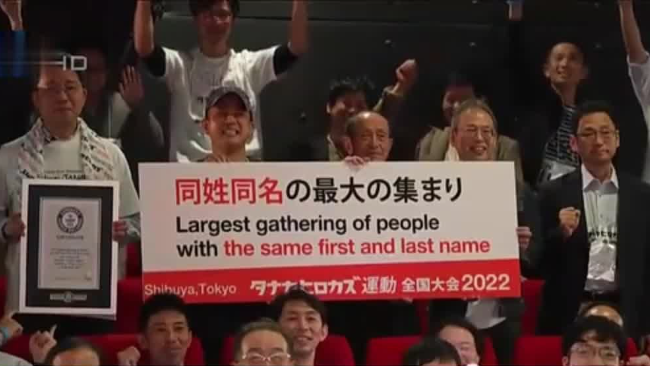 同姓同名の最大の集まり
Largest gathering of people
with the same first and last name
Shibuya,Tokyo タナカヒロカズ運動 全国大会2022